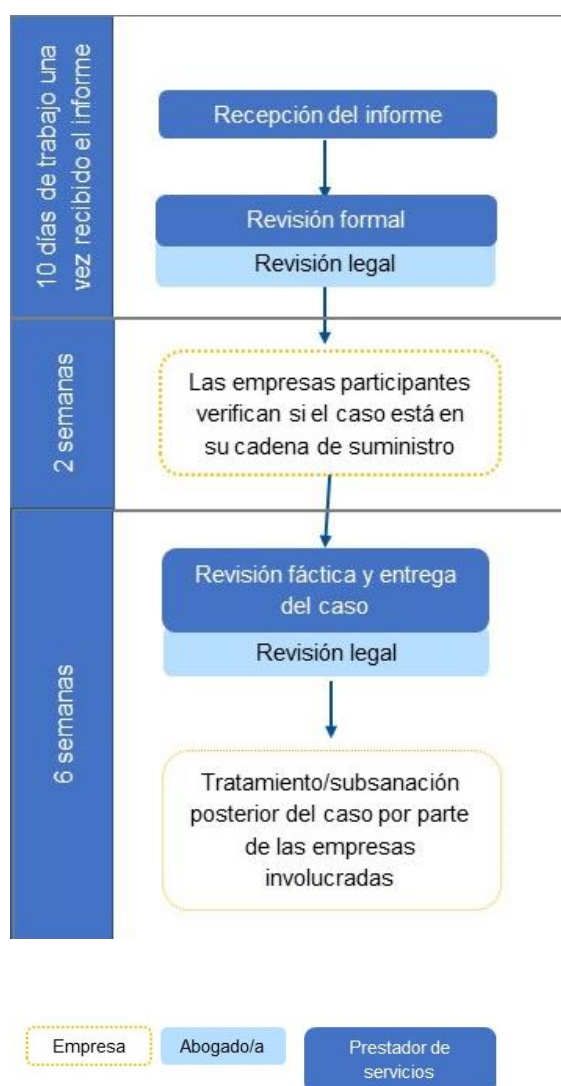 10 días de trabajo una
vez recibido el informe
Recepción del informe
Revisión formal
Revisión legal
2 semanas
Las empresas participantes
verifican si el caso está en
su cadena de suministro
6 semanas
Revisión fáctica y entrega
del caso
Revisión legal
Tratamiento/subsanación
posterior del caso por parte
de las empresas
involucradas
Empresa
Abogado/a
Prestador de
servicios